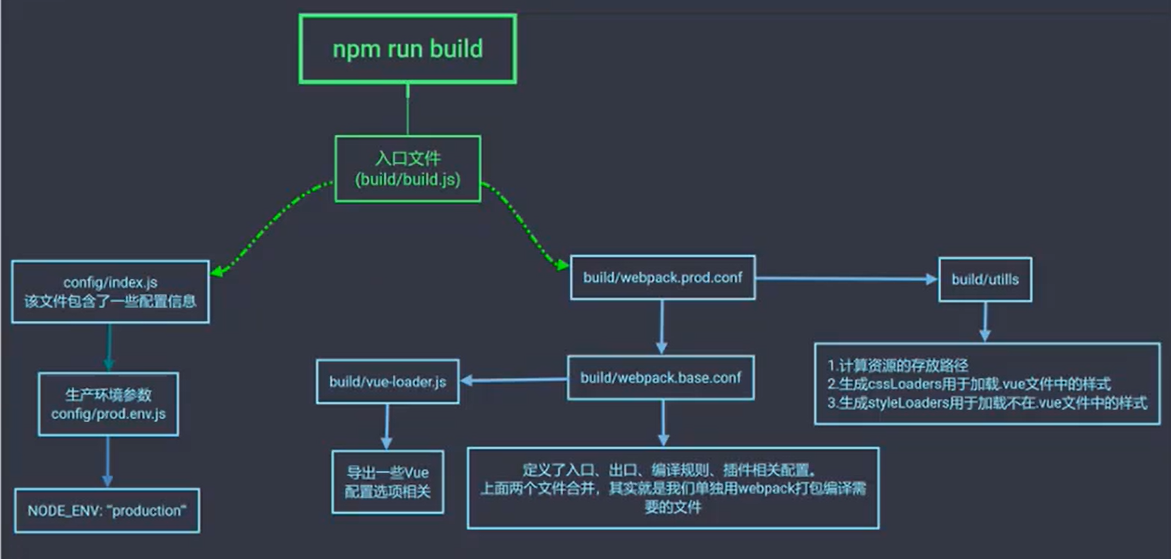 npm run build
入口文件
(build/build.js)
config/index.js
该文件包含了一些配置信息
build/webpack.prod.conf
build/utills
生产环境参数
config/prod.env.js
build/vue-loader.js
build/webpack.base.conf
1.计算资源的存放路径
2.生成cssLoaders用于加载.vue文件中的样式
3.生成styleLoaders用于加载不在.vue文件中的样式
NODE_ENV: "production"
导出一些Vue
配置选项相关
定义了入口、出口、编译规则、插件相关配置。
上面两个文件合并，其实就是我们单独用webpack打包编译需
要的文件